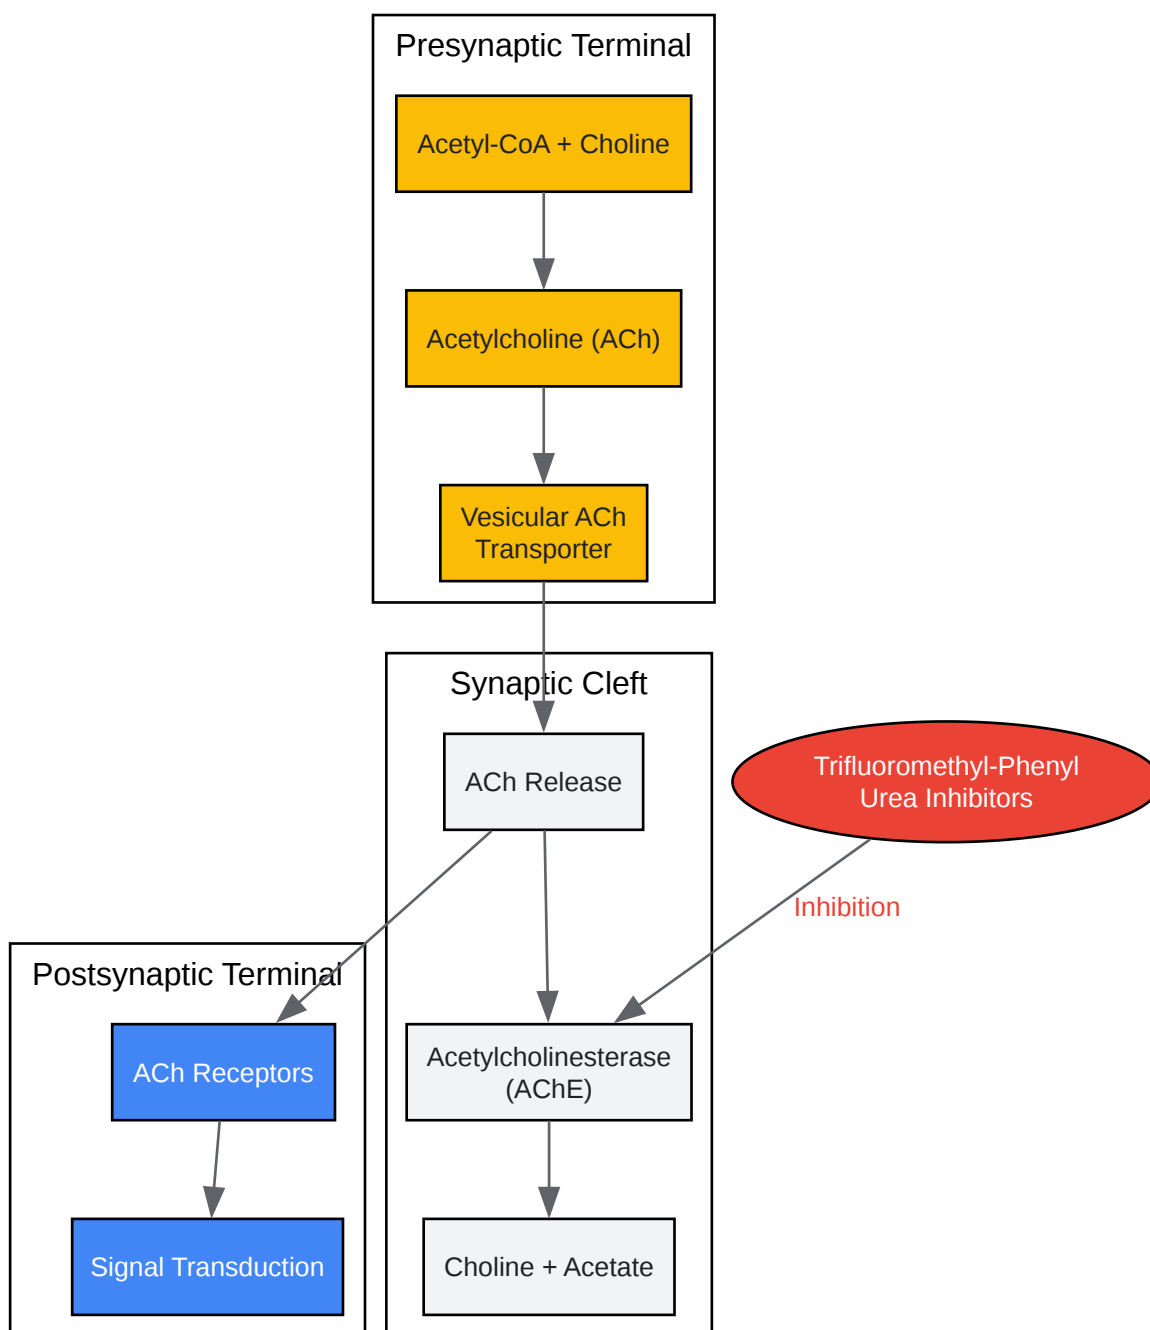 Presynaptic Terminal
Acetyl-CoA + Choline
Acetylcholine (ACh)
Vesicular ACh
Transporter
Synaptic Cleft
ACh Release
Trifluoromethyl-Phenyl
Urea Inhibitors
Inhibition
Postsynaptic Terminal
ACh Receptors
Acetylcholinesterase
(AChE)
Signal Transduction
Choline + Acetate